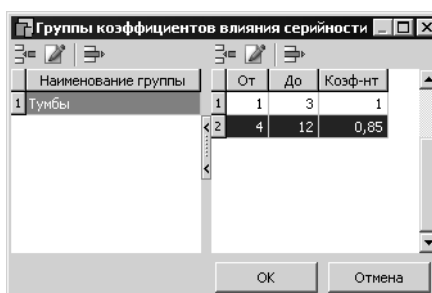 Группы коэффициентов влияния серийности
Наименование группы
1 Тумбы
От До Коэф-нт
1 1 3 1
2 4 12 0,85
ОК Отмена